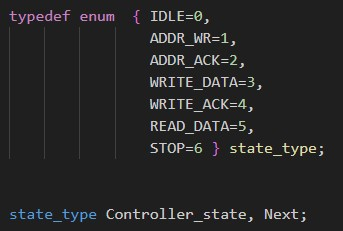 typedef enum  { IDLE=0,
                ADDR_WR=1,
                ADDR_ACK=2,
                WRITE_DATA=3,
                WRITE_ACK=4,
                READ_DATA=5,
                STOP=6 } state_type;
state_type Controller_state, Next;